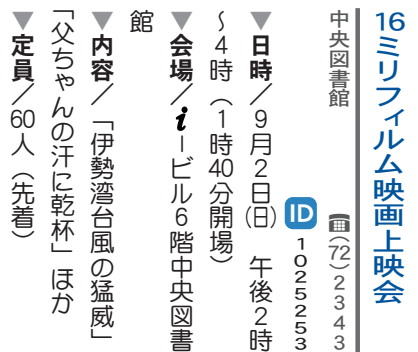 16ミリフィルム映画上映会
中央図書館　☎(72)2343
ID 1025253
▼日時／9月2日(日)　午後2時
～4時（1時40分開場）
▼会場／i-ビル6階中央図書
館
▼内容／「伊勢湾台風の猛威」
「父ちゃんの汗に乾杯」ほか
▼定員／60人（先着）